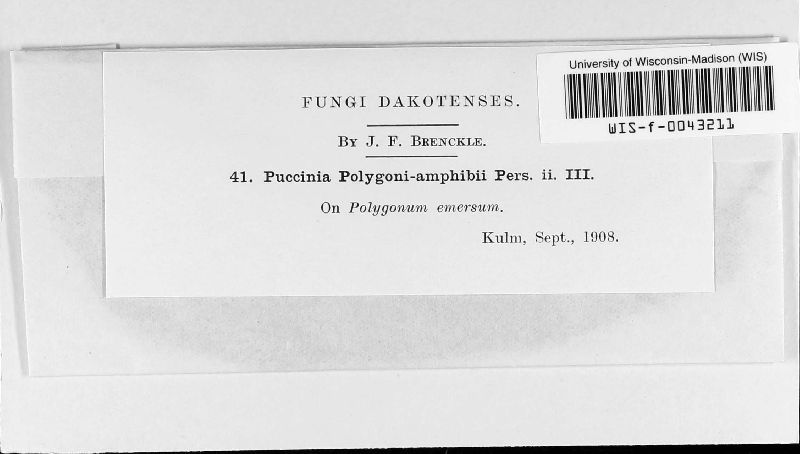 University of Wisconsin-Madison (WIS)
WIS-f-0043211
FUNGI DAKOTENSES.
BY J. F. BRENCKLE.
41. Puccinia Polygoni-amphibii Pers. ii. III.
On Polygonum emersum.
Kulm, Sept., 1908.